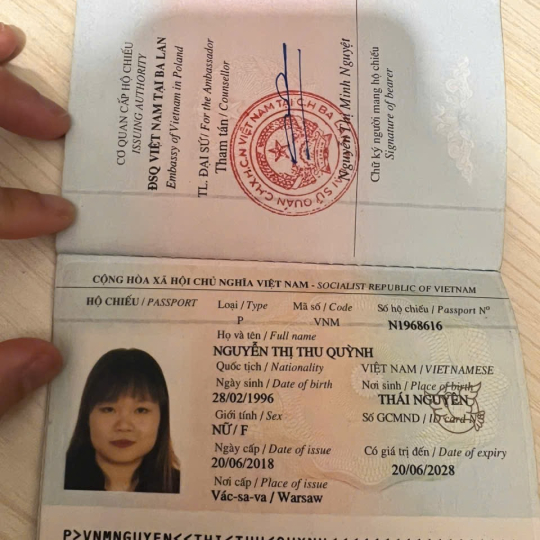 CƠ QUAN CẤP HỘ CHIẾU
ISSUING AUTHORITY
ĐSQ VIỆT NAM TẠI BA LAN
Embassy of Vietnam in Poland
TL. ĐẠI SỨ / For the Ambassador
Tham tán / Counsellor
Nguyễn Thị Minh Nguyệt
Chữ ký người mang hộ chiếu
Signature of bearer
CỘNG HÒA XÃ HỘI CHỦ NGHĨA VIỆT NAM - SOCIALIST REPUBLIC OF VIETNAM
HỘ CHIẾU / PASSPORT
Loại / Type Mã số / Code Số hộ chiếu / Passport Nº
P VNM N1968616
Họ và tên / Full name
NGUYỄN THỊ THU QUỲNH
Quốc tịch / Nationality VIỆT NAM / VIETNAMESE
Ngày sinh / Date of birth Nơi sinh / Place of birth
28/02/1996 THÁI NGUYÊN
Giới tính / Sex Số GCMND / ID card Nº
NỮ / F
Ngày cấp / Date of issue Có giá trị đến / Date of expiry
20/06/2018 20/06/2028
Nơi cấp / Place of issue
Vác-sa-va / Warsaw